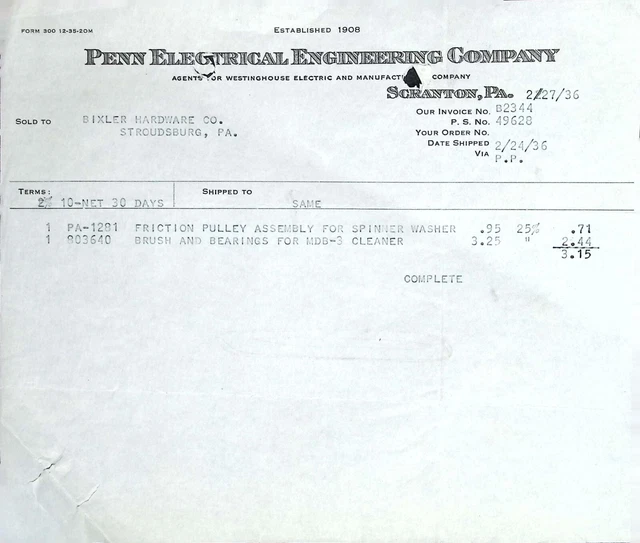 FORM 300 12-35-20M
ESTABLISHED 1908
PENN ELECTRICAL ENGINEERING COMPANY
AGENTS FOR WESTINGHOUSE ELECTRIC AND MANUFACTURING COMPANY
SCRANTON, PA. 2/27/36
OUR INVOICE NO. B2344
P. S. NO. 49628
YOUR ORDER NO.
DATE SHIPPED 2/24/36
VIA P.P.
SOLD TO BIXLER HARDWARE CO.
STROUDSBURG, PA.
TERMS: SHIPPED TO
2% 10-NET 30 DAYS SAME
1 PA-1281 FRICTION PULLEY ASSEMBLY FOR SPINNER WASHER .95 25% .71
1 803640 BRUSH AND BEARINGS FOR MDB-3 CLEANER 3.25 " 2.44
3.15
COMPLETE